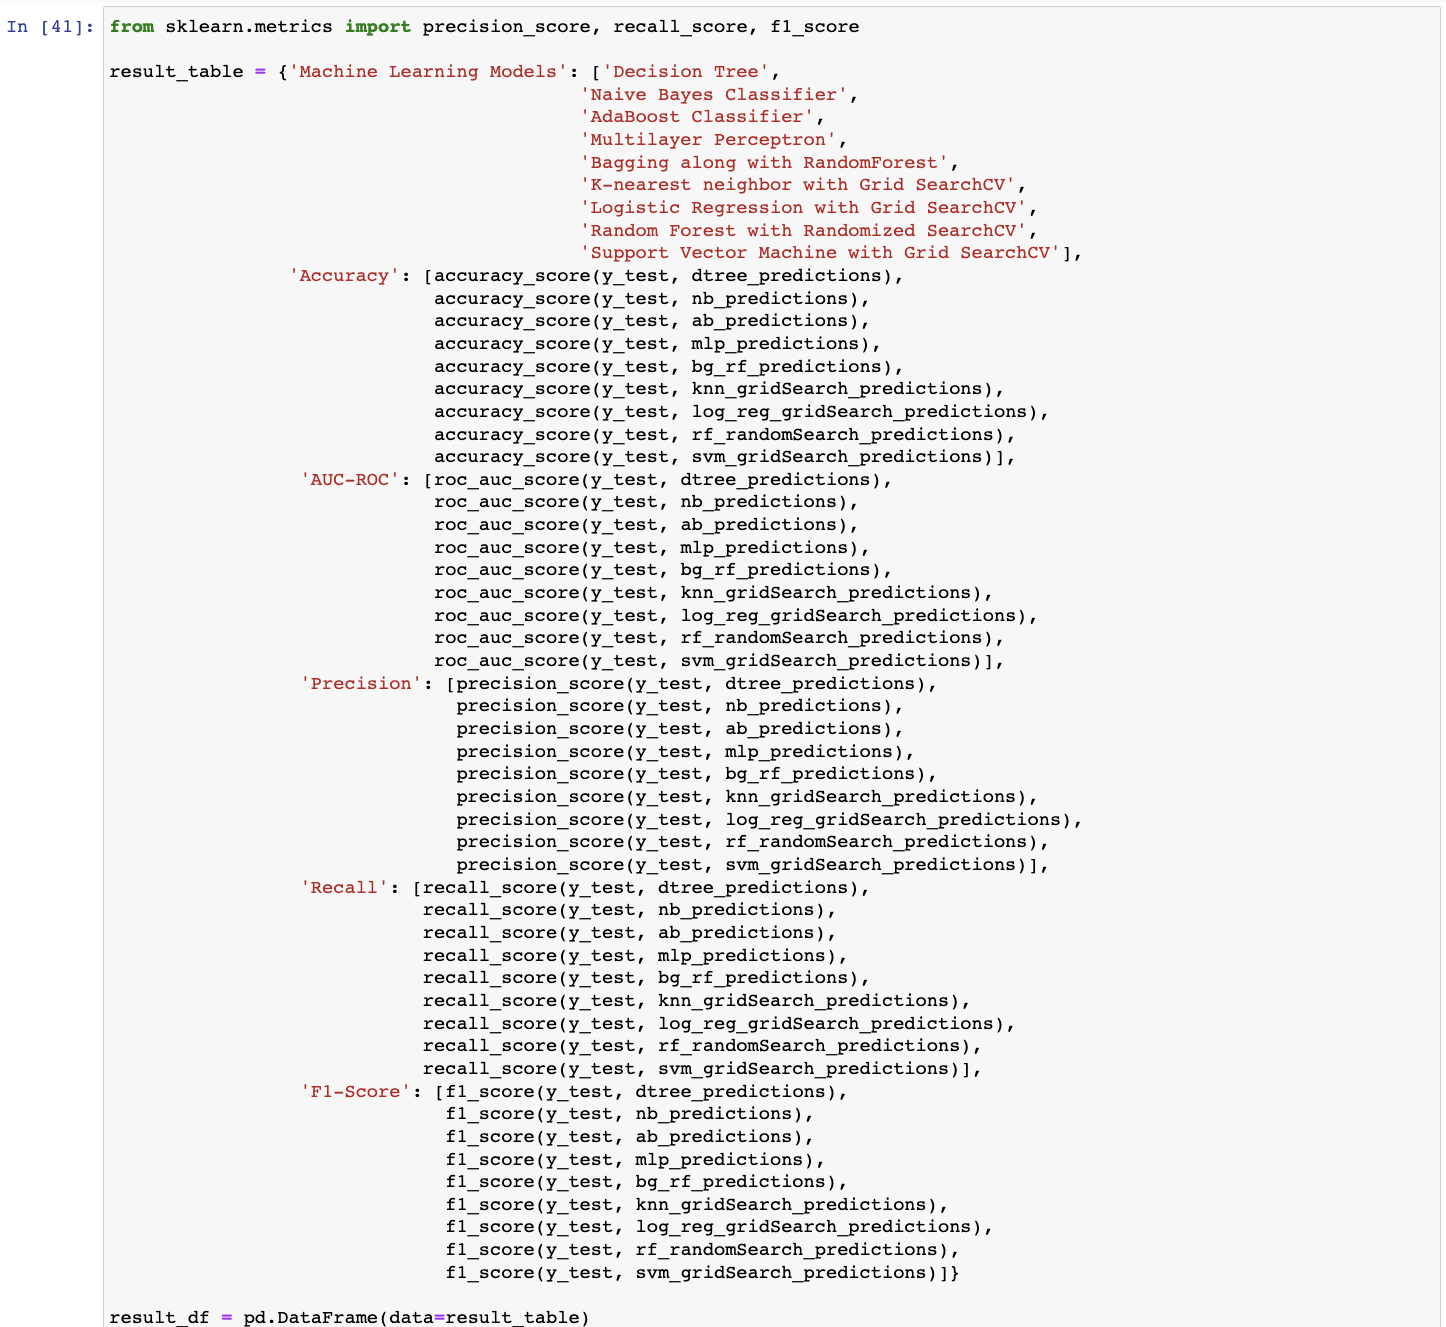 In [41]: from sklearn.metrics import precision_score, recall_score, f1_score
result_table = {'Machine Learning Models': ['Decision Tree',
'Naive Bayes Classifier',
'AdaBoost Classifier',
'Multilayer Perceptron',
'Bagging along with RandomForest',
'K-nearest neighbor with Grid SearchCV',
'Logistic Regression with Grid SearchCV',
'Random Forest with Randomized SearchCV',
'Support Vector Machine with Grid SearchCV'],
'Accuracy': [accuracy_score(y_test, dtree_predictions),
accuracy_score(y_test, nb_predictions),
accuracy_score(y_test, ab_predictions),
accuracy_score(y_test, mlp_predictions),
accuracy_score(y_test, bg_rf_predictions),
accuracy_score(y_test, knn_gridSearch_predictions),
accuracy_score(y_test, log_reg_gridSearch_predictions),
accuracy_score(y_test, rf_randomSearch_predictions),
accuracy_score(y_test, svm_gridSearch_predictions)],
'AUC-ROC': [roc_auc_score(y_test, dtree_predictions),
roc_auc_score(y_test, nb_predictions),
roc_auc_score(y_test, ab_predictions),
roc_auc_score(y_test, mlp_predictions),
roc_auc_score(y_test, bg_rf_predictions),
roc_auc_score(y_test, knn_gridSearch_predictions),
roc_auc_score(y_test, log_reg_gridSearch_predictions),
roc_auc_score(y_test, rf_randomSearch_predictions),
roc_auc_score(y_test, svm_gridSearch_predictions)],
'Precision': [precision_score(y_test, dtree_predictions),
precision_score(y_test, nb_predictions),
precision_score(y_test, ab_predictions),
precision_score(y_test, mlp_predictions),
precision_score(y_test, bg_rf_predictions),
precision_score(y_test, knn_gridSearch_predictions),
precision_score(y_test, log_reg_gridSearch_predictions),
precision_score(y_test, rf_randomSearch_predictions),
precision_score(y_test, svm_gridSearch_predictions)],
'Recall': [recall_score(y_test, dtree_predictions),
recall_score(y_test, nb_predictions),
recall_score(y_test, ab_predictions),
recall_score(y_test, mlp_predictions),
recall_score(y_test, bg_rf_predictions),
recall_score(y_test, knn_gridSearch_predictions),
recall_score(y_test, log_reg_gridSearch_predictions),
recall_score(y_test, rf_randomSearch_predictions),
recall_score(y_test, svm_gridSearch_predictions)],
'F1-Score': [f1_score(y_test, dtree_predictions),
f1_score(y_test, nb_predictions),
f1_score(y_test, ab_predictions),
f1_score(y_test, mlp_predictions),
f1_score(y_test, bg_rf_predictions),
f1_score(y_test, knn_gridSearch_predictions),
f1_score(y_test, log_reg_gridSearch_predictions),
f1_score(y_test, rf_randomSearch_predictions),
f1_score(y_test, svm_gridSearch_predictions)]}
result_df = pd.DataFrame(data=result_table)